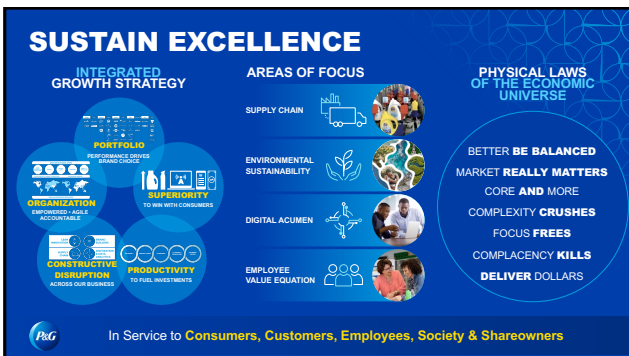 SUSTAIN EXCELLENCE
INTEGRATED
GROWTH STRATEGY
PORTFOLIO
PERFORMANCE DRIVES
BRAND CHOICE
ORGANIZATION
EMPOWERED • AGILE
ACCOUNTABLE
SUPERIORITY
TO WIN WITH CONSUMERS
CONSTRUCTIVE
DISRUPTION
ACROSS OUR BUSINESS
PRODUCTIVITY
TO FUEL INVESTMENTS
AREAS OF FOCUS
SUPPLY CHAIN
ENVIRONMENTAL
SUSTAINABILITY
DIGITAL ACUMEN
EMPLOYEE
VALUE EQUATION
PHYSICAL LAWS
OF THE ECONOMIC
UNIVERSE
BETTER BE BALANCED
MARKET REALLY MATTERS
CORE AND MORE
COMPLEXITY CRUSHES
FOCUS FREES
COMPLACENCY KILLS
DELIVER DOLLARS
P&G
In Service to Consumers, Customers, Employees, Society & Shareowners